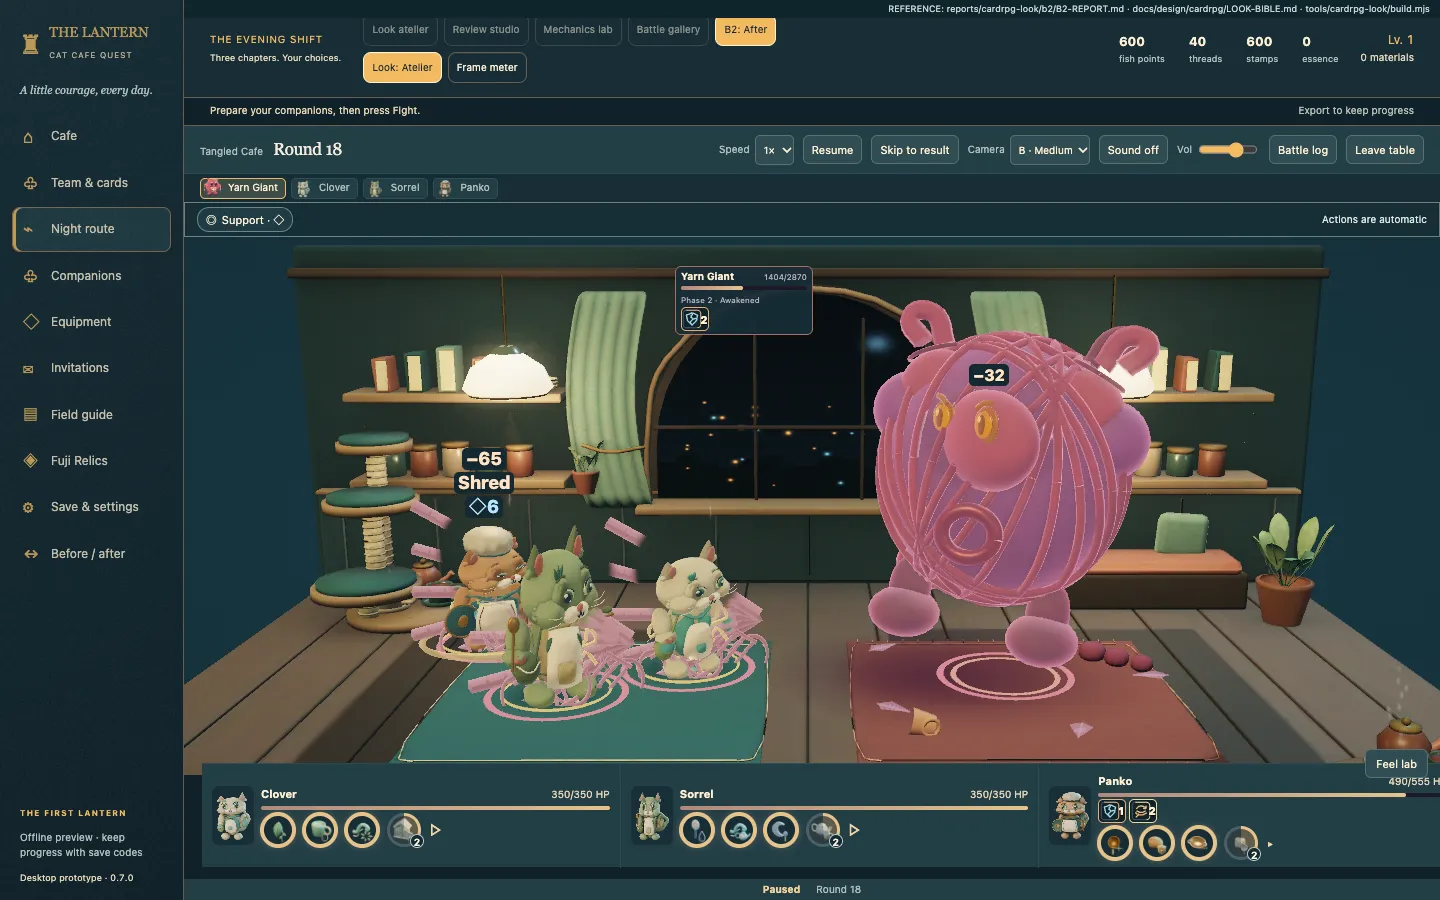 REFERENCE: reports/cardrpg-look/b2/B2-REPORT.md · docs/design/cardrpg/LOOK-BIBLE.md · tools/cardrpg-look/build.mjs
THE LANTERN
CAT CAFE QUEST
A little courage, every day.
Cafe
Team & cards
Night route
Companions
Equipment
Invitations
Field guide
Fuji Relics
Save & settings
Before / after
THE FIRST LANTERN
Offline preview · keep
progress with save codes
Desktop prototype · 0.7.0
THE EVENING SHIFT
Three chapters. Your choices.
Look atelier
Review studio
Mechanics lab
Battle gallery
B2: After
Look: Atelier
Frame meter
600
fish points
40
threads
600
stamps
0
essence
Lv. 1
0 materials
Prepare your companions, then press Fight.
Export to keep progress
Tangled Cafe
Round 18
Speed
1x
Resume
Skip to result
Camera
B · Medium
Sound off
Vol
Battle log
Leave table
Yarn Giant
Clover
Sorrel
Panko
Support ·
Actions are automatic
Yarn Giant
1404/2870
Phase 2 · Awakened
2
−32
−65
Shred
6
Feel lab
Clover
350/350 HP
2
Sorrel
350/350 HP
2
Panko
490/555 H
1
2
2
Paused
Round 18